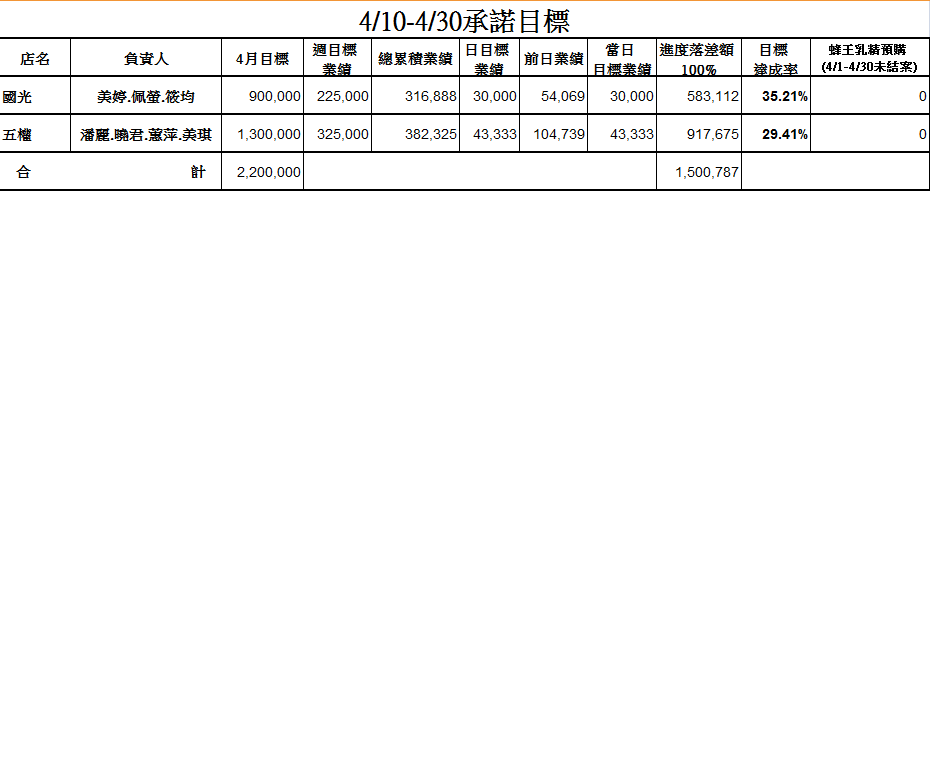 4/10-4/30承諾目標
店名 負責人 4月目標 週目標業績 總累積業績 日目標業績 前日業績 當日目標業績 進度落差額100% 目標達成率 蜂王乳精預購(4/1-4/30未結案)
國光 美婷.佩螢.筱均 900,000 225,000 316,888 30,000 54,069 30,000 583,112 35.21% 0
五權 潘麗.曉君.蕙萍.美琪 1,300,000 325,000 382,325 43,333 104,739 43,333 917,675 29.41% 0
合 計 2,200,000 1,500,787